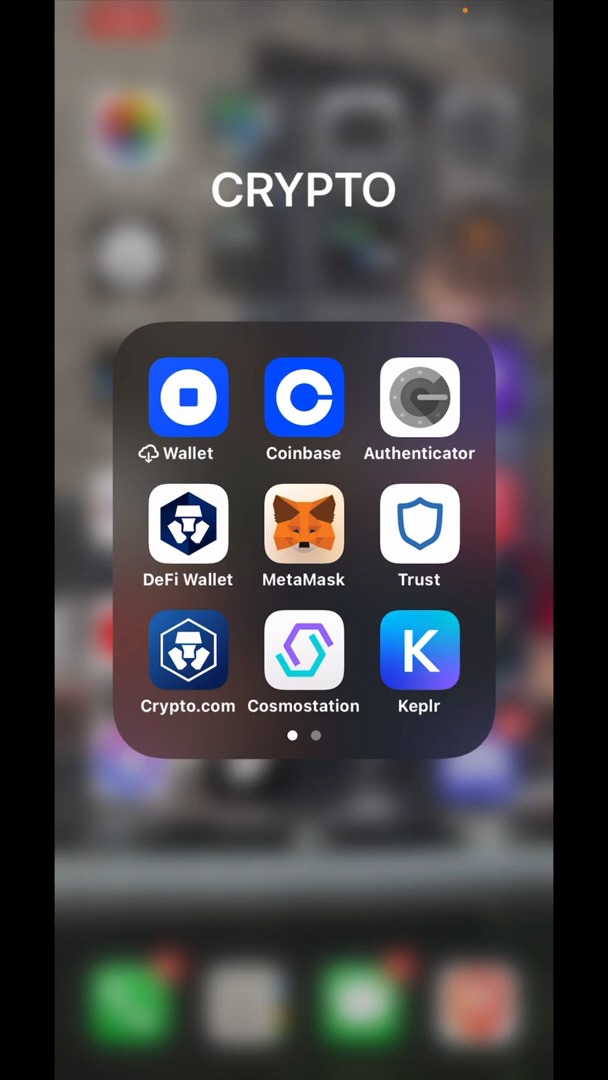 CRYPTO
Wallet
Coinbase
Authenticator
DeFi Wallet
MetaMask
Trust
Crypto.com
Cosmostation
K
Keplr